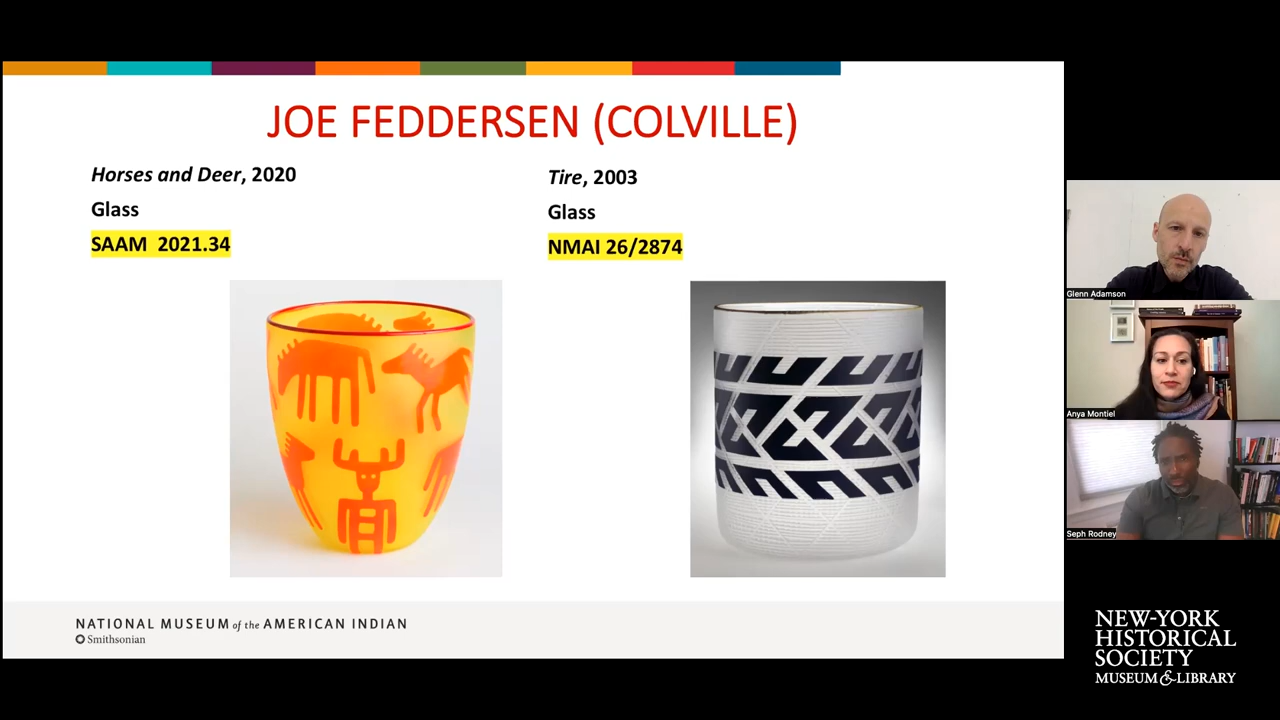 JOE FEDDERSEN (COLVILLE)
Horses and Deer, 2020
Glass
SAAM 2021.34
Tire, 2003
Glass
NMAI 26/2874
NATIONAL MUSEUM of the AMERICAN INDIAN
Smithsonian
Glenn Adamson
Anya Montiel
Seph Rodney
NEW-YORK
HISTORICAL
SOCIETY
MUSEUM & LIBRARY